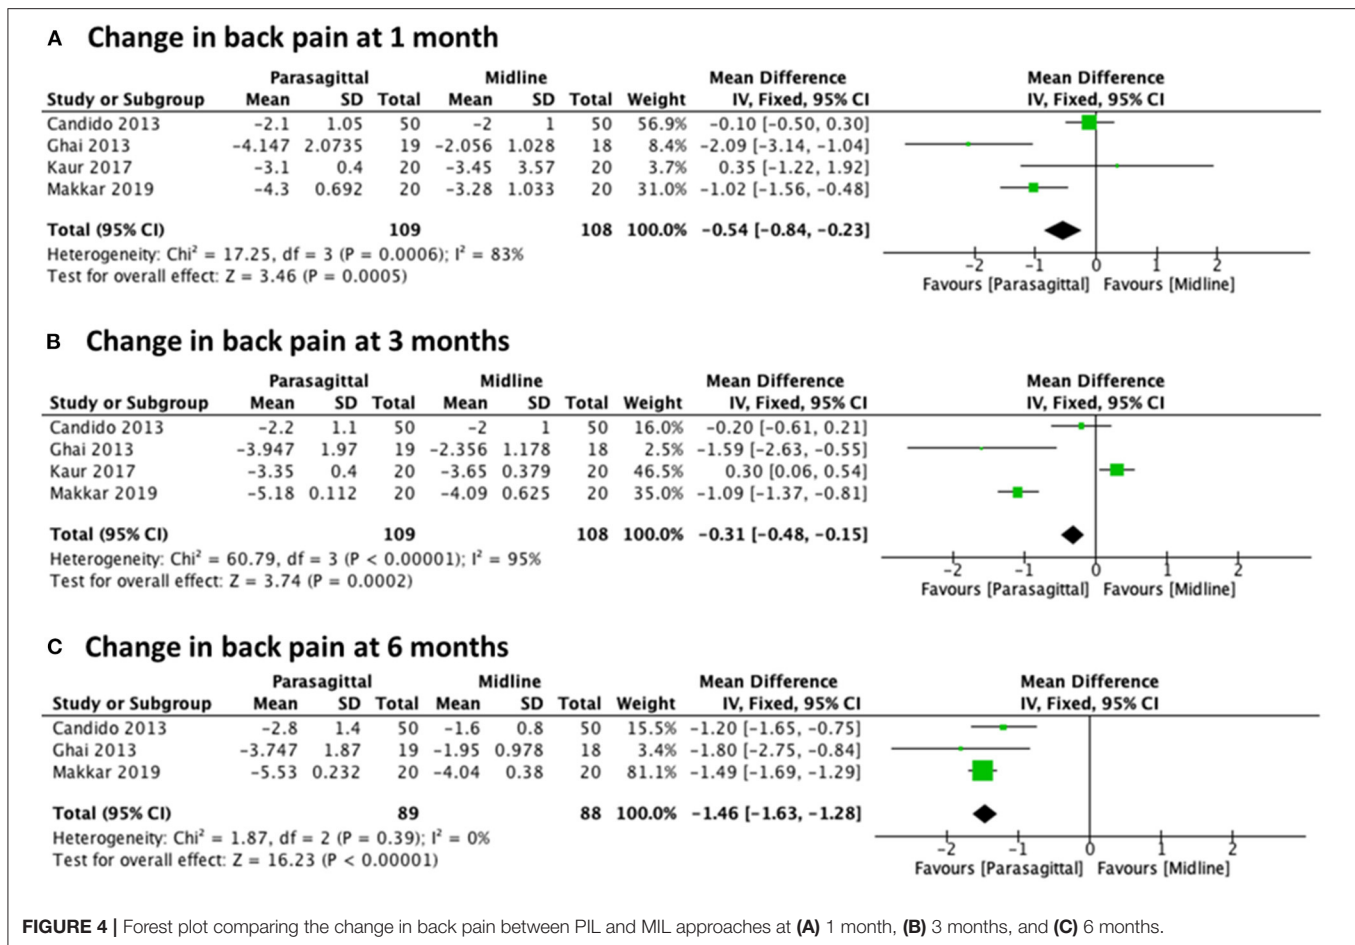 A Change in back pain at 1 month
Parasagittal Midline Mean Difference Mean Difference
Study or Subgroup Mean SD Total Mean SD Total Weight IV, Fixed, 95% CI IV, Fixed, 95% CI
Candido 2013 −2.1 1.05 50 −2 1 50 56.9% −0.10 [−0.50, 0.30]
Ghai 2013 −4.147 2.0735 19 −2.056 1.028 18 8.4% −2.09 [−3.14, −1.04]
Kaur 2017 −3.1 0.4 20 −3.45 3.57 20 3.7% 0.35 [−1.22, 1.92]
Makkar 2019 −4.3 0.692 20 −3.28 1.033 20 31.0% −1.02 [−1.56, −0.48]
Total (95% CI) 109 108 100.0% −0.54 [−0.84, −0.23]
Heterogeneity: Chi² = 17.25, df = 3 (P = 0.0006); I² = 83%
Test for overall effect: Z = 3.46 (P = 0.0005)
−2 −1 0 1 2
Favours [Parasagittal] Favours [Midline]
B Change in back pain at 3 months
Parasagittal Midline Mean Difference Mean Difference
Study or Subgroup Mean SD Total Mean SD Total Weight IV, Fixed, 95% CI IV, Fixed, 95% CI
Candido 2013 −2.2 1.1 50 −2 1 50 16.0% −0.20 [−0.61, 0.21]
Ghai 2013 −3.947 1.97 19 −2.356 1.178 18 2.5% −1.59 [−2.63, −0.55]
Kaur 2017 −3.35 0.4 20 −3.65 0.379 20 46.5% 0.30 [0.06, 0.54]
Makkar 2019 −5.18 0.112 20 −4.09 0.625 20 35.0% −1.09 [−1.37, −0.81]
Total (95% CI) 109 108 100.0% −0.31 [−0.48, −0.15]
Heterogeneity: Chi² = 60.79, df = 3 (P < 0.00001); I² = 95%
Test for overall effect: Z = 3.74 (P = 0.0002)
−2 −1 0 1 2
Favours [Parasagittal] Favours [Midline]
C Change in back pain at 6 months
Parasagittal Midline Mean Difference Mean Difference
Study or Subgroup Mean SD Total Mean SD Total Weight IV, Fixed, 95% CI IV, Fixed, 95% CI
Candido 2013 −2.8 1.4 50 −1.6 0.8 50 15.5% −1.20 [−1.65, −0.75]
Ghai 2013 −3.747 1.87 19 −1.95 0.978 18 3.4% −1.80 [−2.75, −0.84]
Makkar 2019 −5.53 0.232 20 −4.04 0.38 20 81.1% −1.49 [−1.69, −1.29]
Total (95% CI) 89 88 100.0% −1.46 [−1.63, −1.28]
Heterogeneity: Chi² = 1.87, df = 2 (P = 0.39); I² = 0%
Test for overall effect: Z = 16.23 (P < 0.00001)
−2 −1 0 1 2
Favours [Parasagittal] Favours [Midline]
FIGURE 4 | Forest plot comparing the change in back pain between PIL and MIL approaches at (A) 1 month, (B) 3 months, and (C) 6 months.